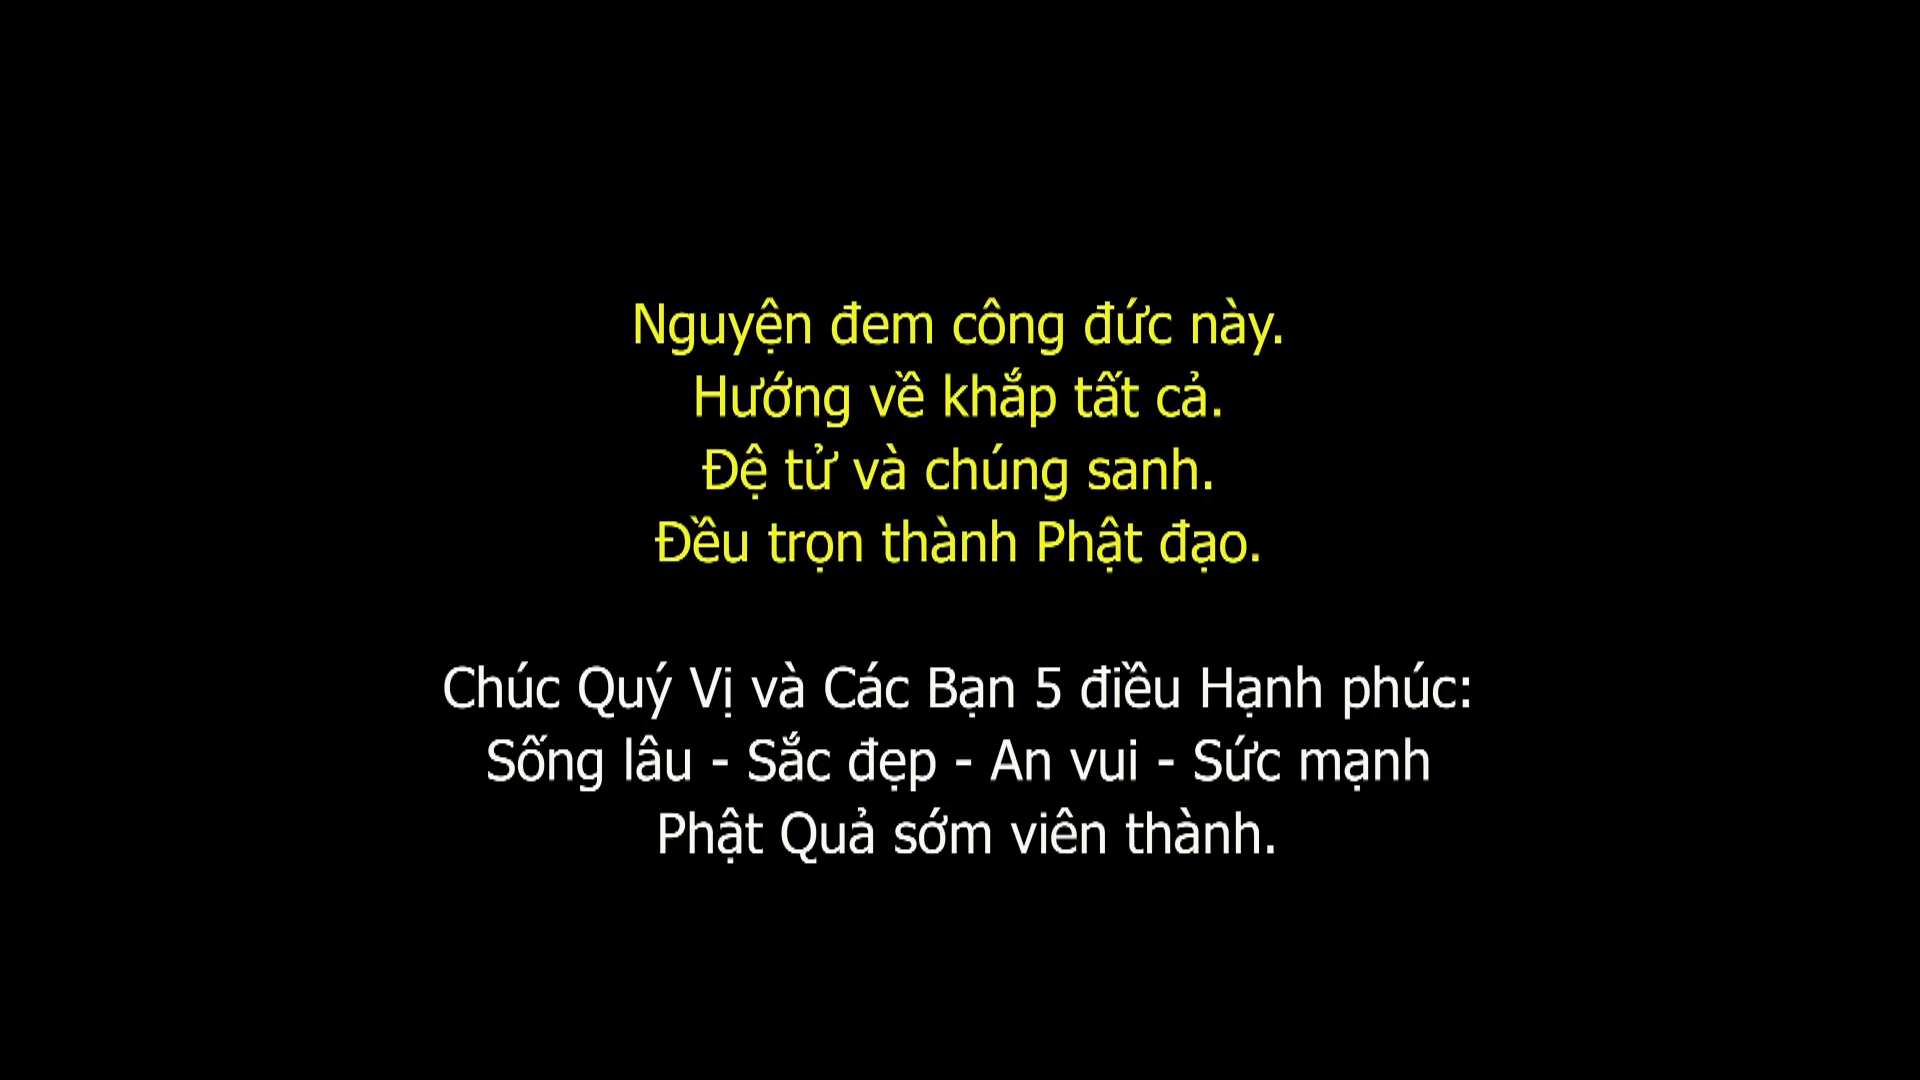 Nguyện đem công đức này.
Hướng về khắp tất cả.
Đệ tử và chúng sanh.
Đều trọn thành Phật đạo.
Chúc Quý Vị và Các Bạn 5 điều Hạnh phúc:
Sống lâu - Sắc đẹp - An vui - Sức mạnh
Phật Quả sớm viên thành.